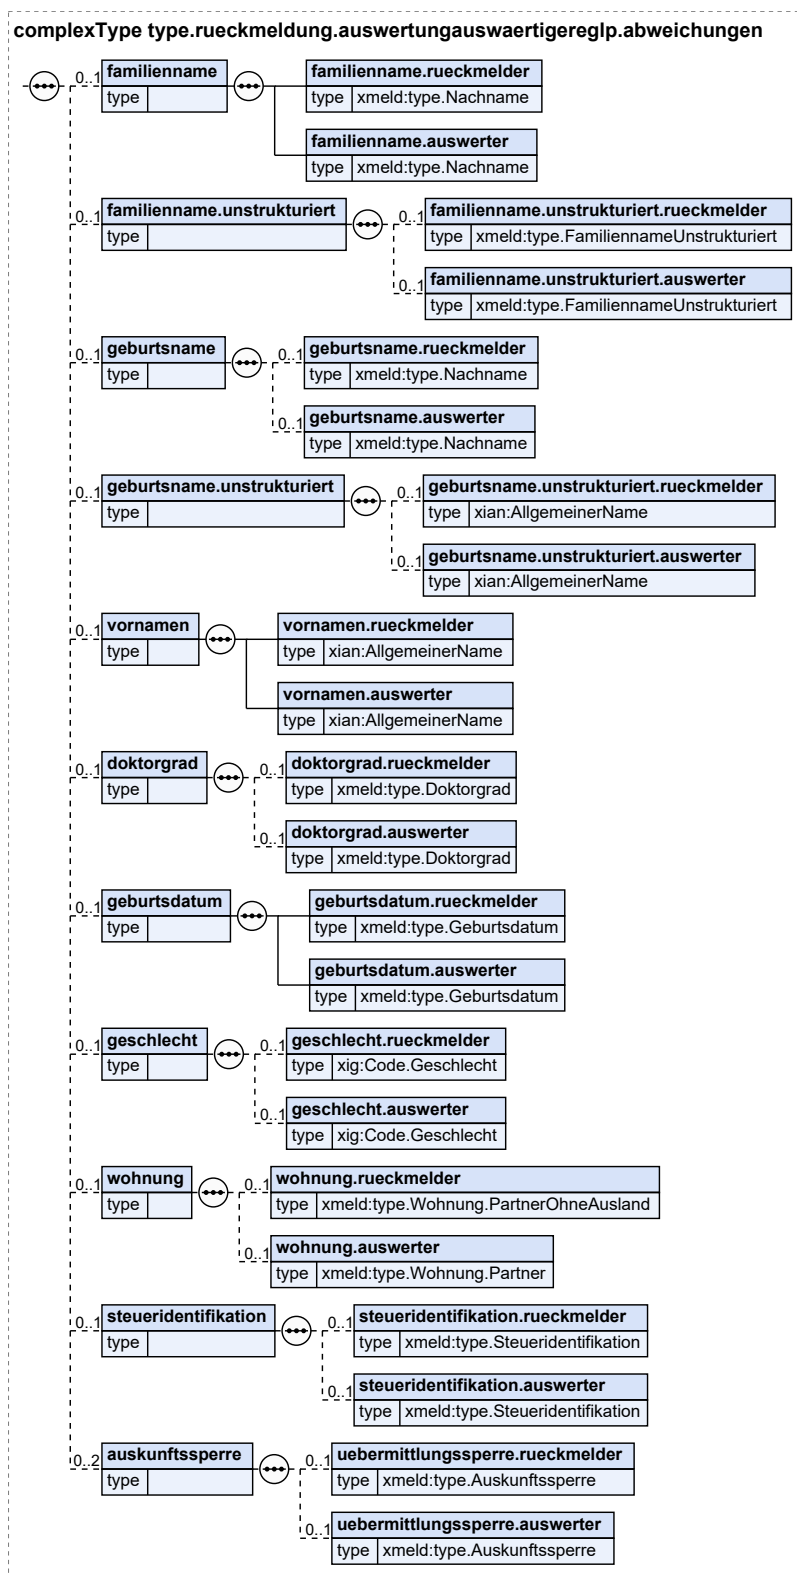 complexType type.rueckmeldung.auswertungauswaertigereglp.abweichungen
0..1 familienname
type
familienname.rueckmelder
type xmeld:type.Nachname
familienname.auswerter
type xmeld:type.Nachname
0..1 familienname.unstrukturiert
type
0..1 familienname.unstrukturiert.rueckmelder
type xmeld:type.FamiliennameUnstrukturiert
0..1 familienname.unstrukturiert.auswerter
type xmeld:type.FamiliennameUnstrukturiert
0..1 geburtsname
type
0..1 geburtsname.rueckmelder
type xmeld:type.Nachname
0..1 geburtsname.auswerter
type xmeld:type.Nachname
0..1 geburtsname.unstrukturiert
type
0..1 geburtsname.unstrukturiert.rueckmelder
type xian:AllgemeinerName
0..1 geburtsname.unstrukturiert.auswerter
type xian:AllgemeinerName
0..1 vornamen
type
vornamen.rueckmelder
type xian:AllgemeinerName
vornamen.auswerter
type xian:AllgemeinerName
0..1 doktorgrad
type
0..1 doktorgrad.rueckmelder
type xmeld:type.Doktorgrad
0..1 doktorgrad.auswerter
type xmeld:type.Doktorgrad
0..1 geburtsdatum
type
geburtsdatum.rueckmelder
type xmeld:type.Geburtsdatum
geburtsdatum.auswerter
type xmeld:type.Geburtsdatum
0..1 geschlecht
type
0..1 geschlecht.rueckmelder
type xig:Code.Geschlecht
0..1 geschlecht.auswerter
type xig:Code.Geschlecht
0..1 wohnung
type
0..1 wohnung.rueckmelder
type xmeld:type.Wohnung.PartnerOhneAusland
0..1 wohnung.auswerter
type xmeld:type.Wohnung.Partner
0..1 steueridentifikation
type
0..1 steueridentifikation.rueckmelder
type xmeld:type.Steueridentifikation
0..1 steueridentifikation.auswerter
type xmeld:type.Steueridentifikation
0..2 auskunftssperre
type
0..1 uebermittlungssperre.rueckmelder
type xmeld:type.Auskunftssperre
0..1 uebermittlungssperre.auswerter
type xmeld:type.Auskunftssperre